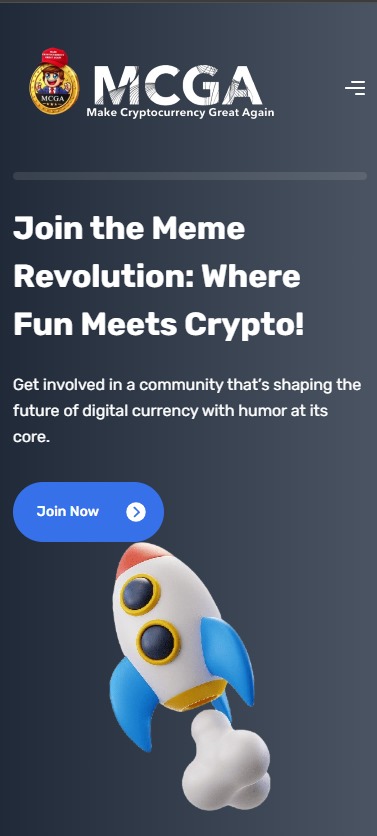 MCGA
MCGA
Make Cryptocurrency Great Again
Join the Meme
Revolution: Where
Fun Meets Crypto!
Get involved in a community that's shaping the
future of digital currency with humor at its
core.
Join Now